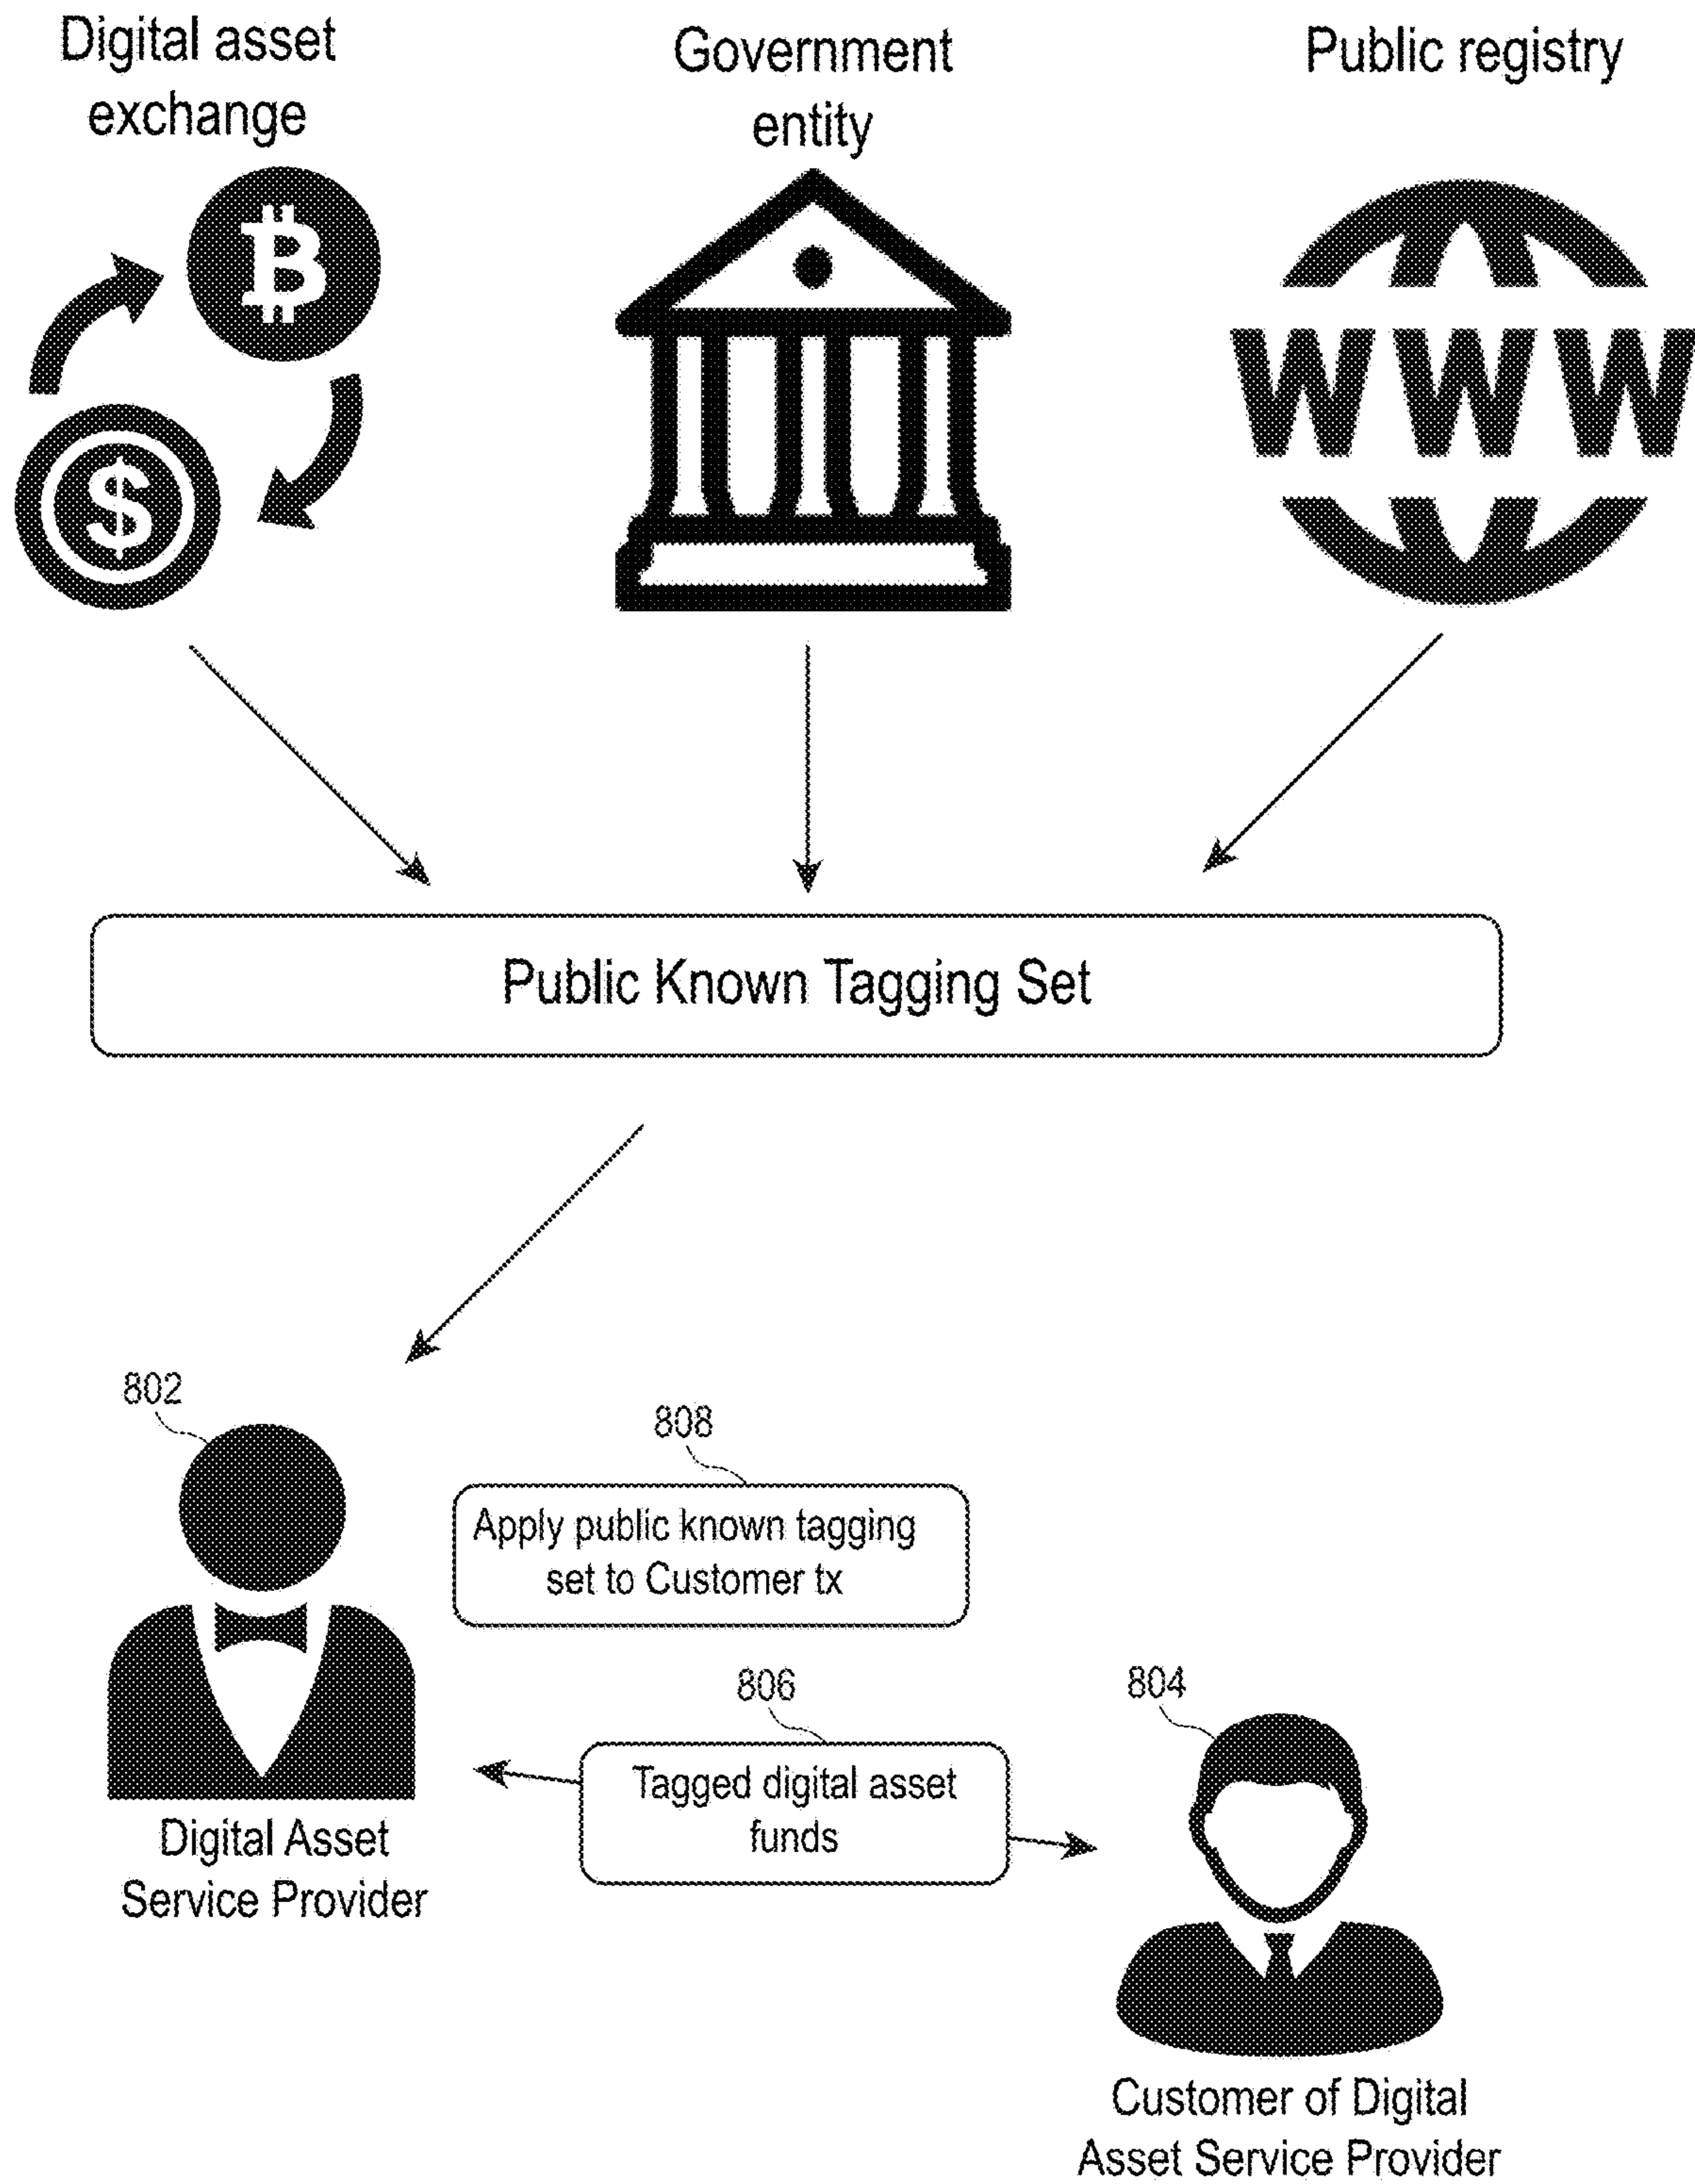 Digital asset
exchange
Government
entity
Public registry
B
$
WWW
Public Known Tagging Set
802
808
Apply public known tagging
set to Customer tx
806
804
Tagged digital asset
funds
Digital Asset
Service Provider
Customer of Digital
Asset Service Provider